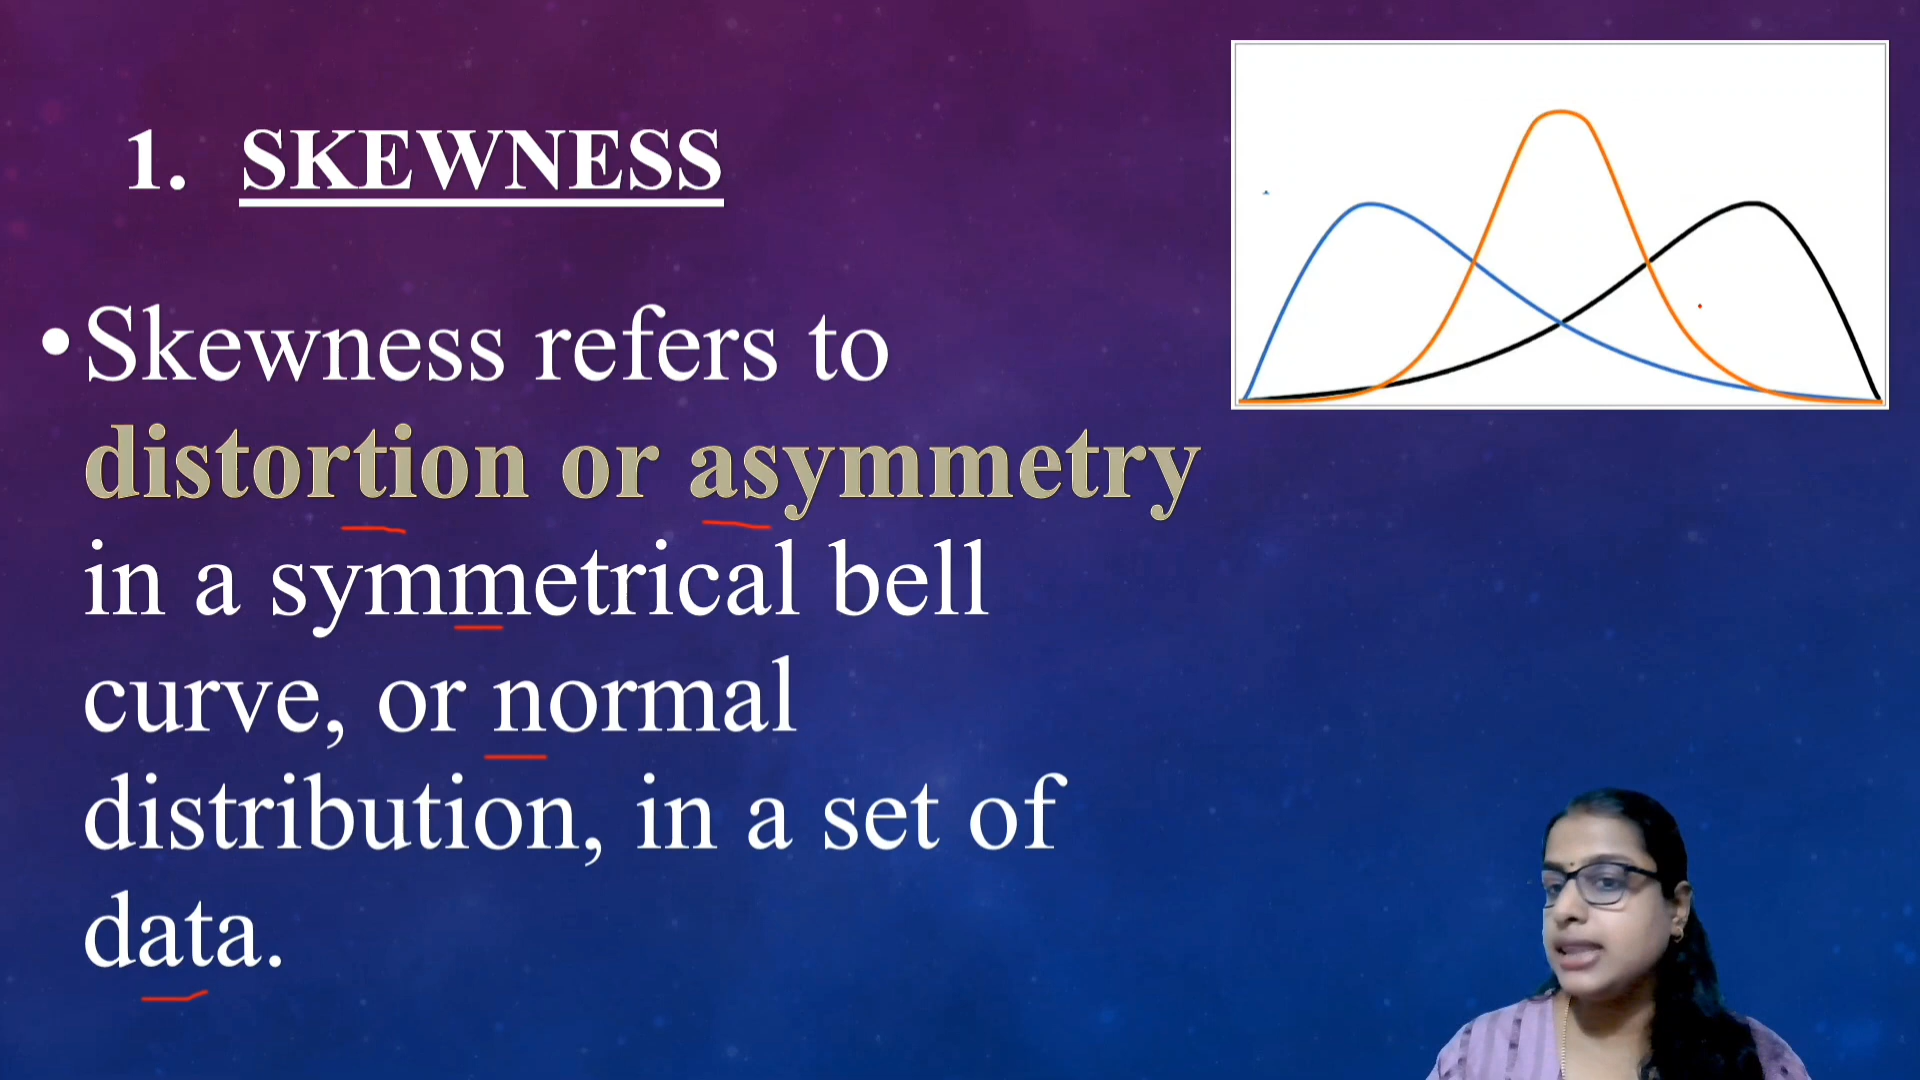 1. SKEWNESS
•Skewness refers to
distortion or asymmetry
in a symmetrical bell
curve, or normal
distribution, in a set of
data.